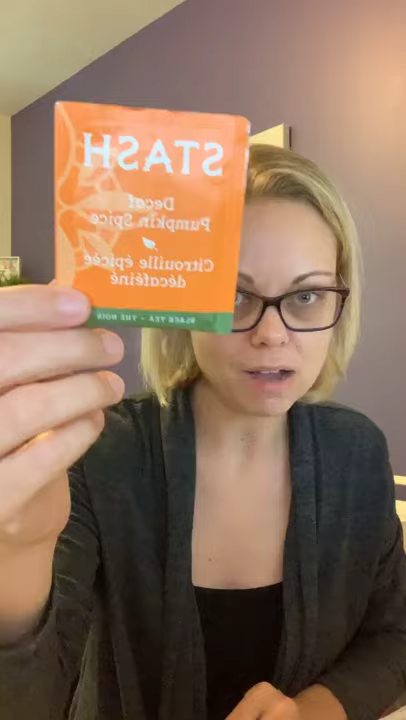 STASH
Decaf
Pumpkin Spice
Citrouille épicée
décaféiné
BLACK TEA - THÉ NOIR